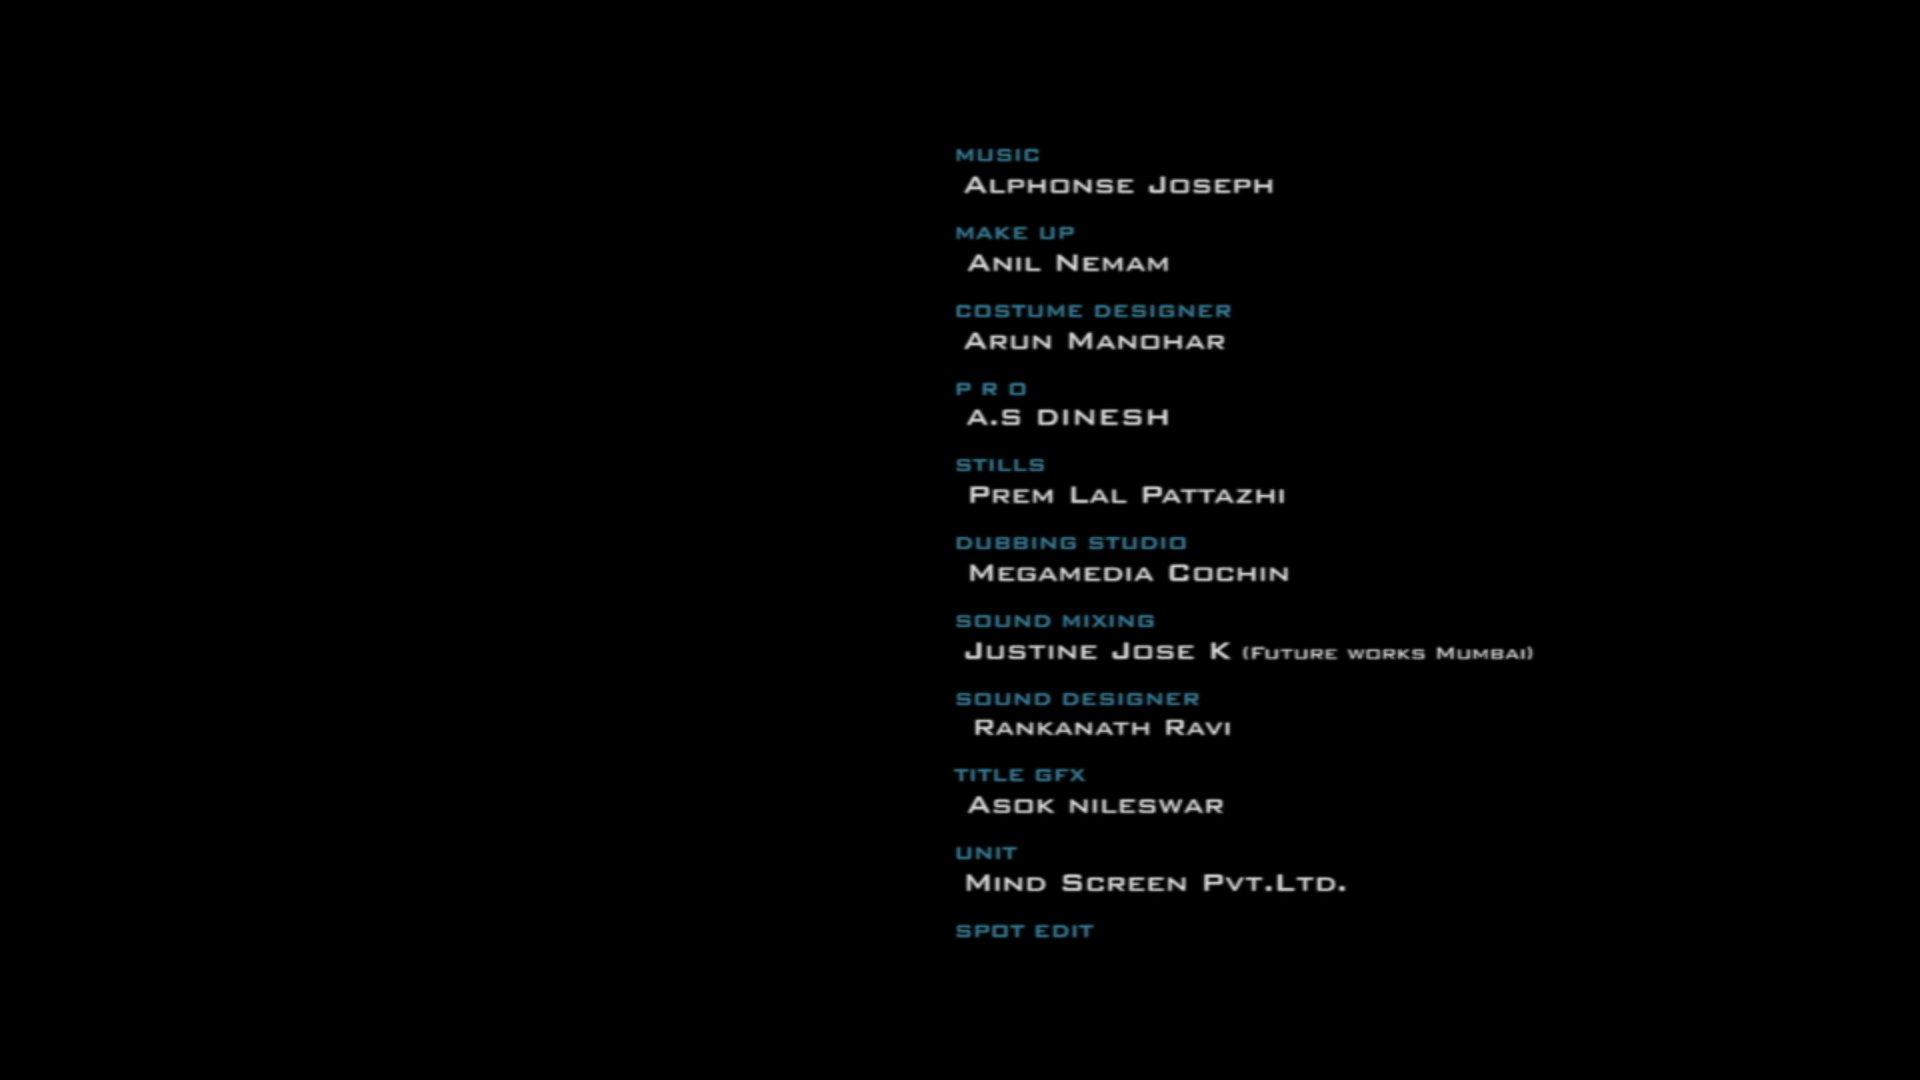 MUSIC
ALPHONSE JOSEPH
MAKE UP
ANIL NEMAM
COSTUME DESIGNER
ARUN MANOHAR
P R O
A.S DINESH
STILLS
PREM LAL PATTAZHI
DUBBING STUDIO
MEGAMEDIA COCHIN
SOUND MIXING
JUSTINE JOSE K (FUTURE WORKS MUMBAI)
SOUND DESIGNER
RANKANATH RAVI
TITLE GFX
ASOK NILESWAR
UNIT
MIND SCREEN PVT.LTD.
SPOT EDIT